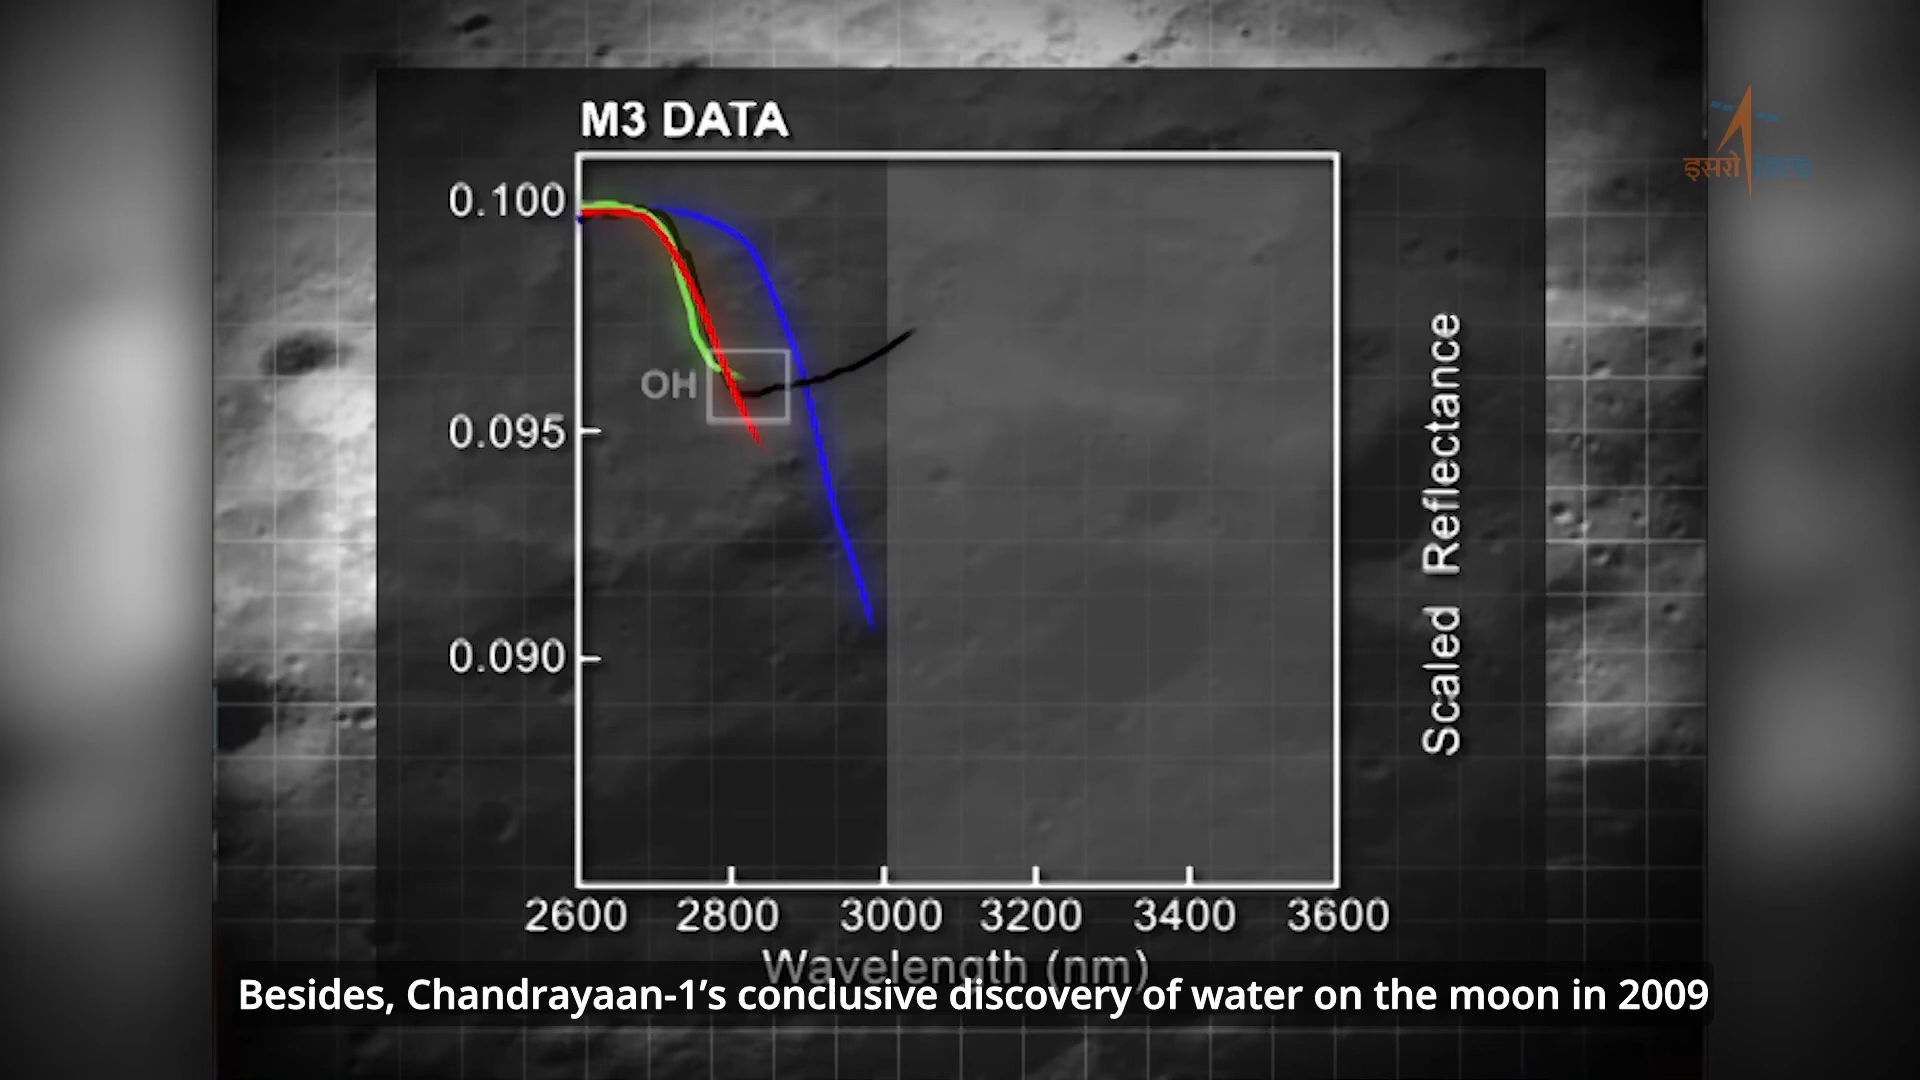 M3 DATA
इसरो isro
0.100
OH
0.095
0.090
Scaled Reflectance
2600 2800 3000 3200 3400 3600
Wavelength (nm)
Besides, Chandrayaan-1’s conclusive discovery of water on the moon in 2009